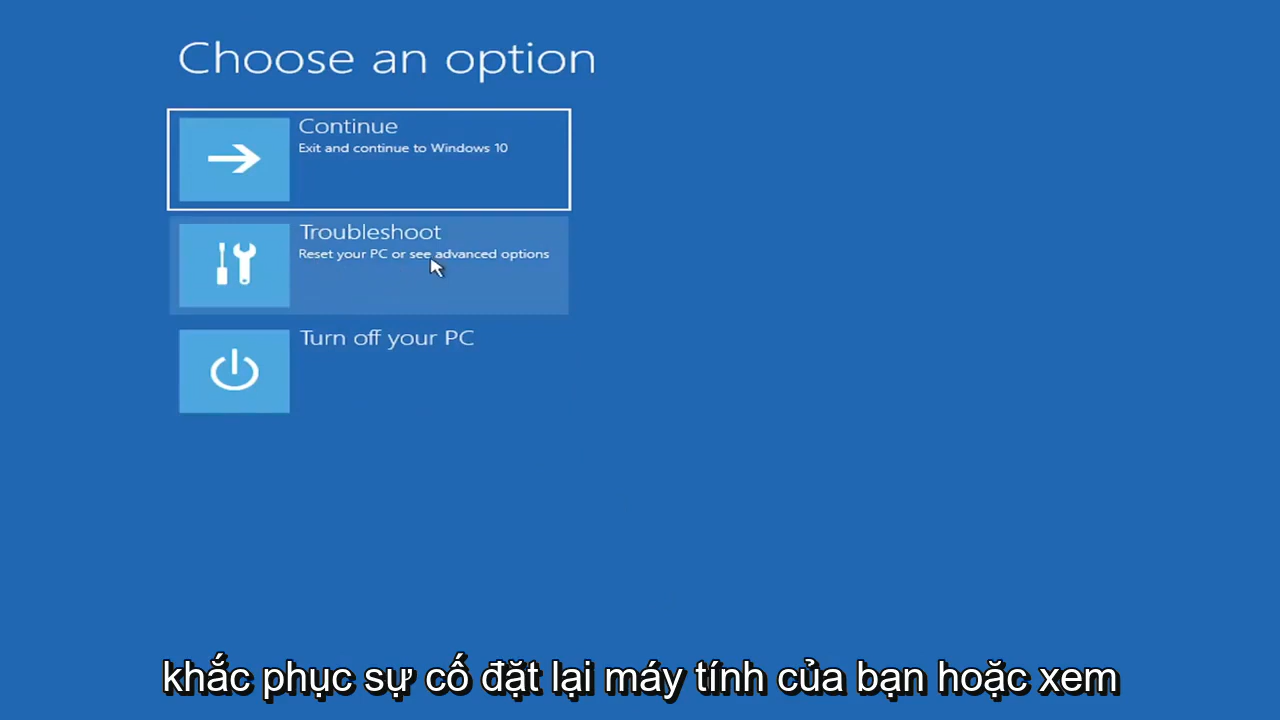 Choose an option
Continue
Exit and continue to Windows 10
Troubleshoot
Reset your PC or see advanced options
Turn off your PC
khắc phục sự cố đặt lại máy tính của bạn hoặc xem